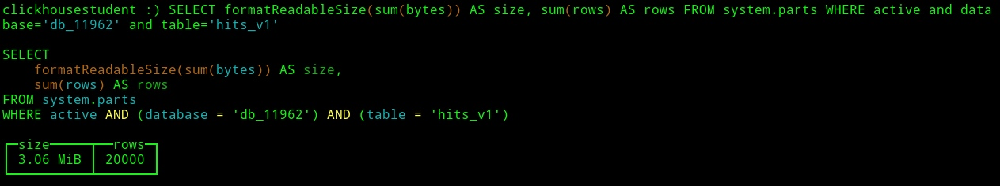 clickhousestudent :) SELECT formatReadableSize(sum(bytes)) AS size, sum(rows) AS rows FROM system.parts WHERE active and data
base='db_11962' and table='hits_v1'
SELECT
    formatReadableSize(sum(bytes)) AS size,
    sum(rows) AS rows
FROM system.parts
WHERE active AND (database = 'db_11962') AND (table = 'hits_v1')
size rows
3.06 MiB 20000